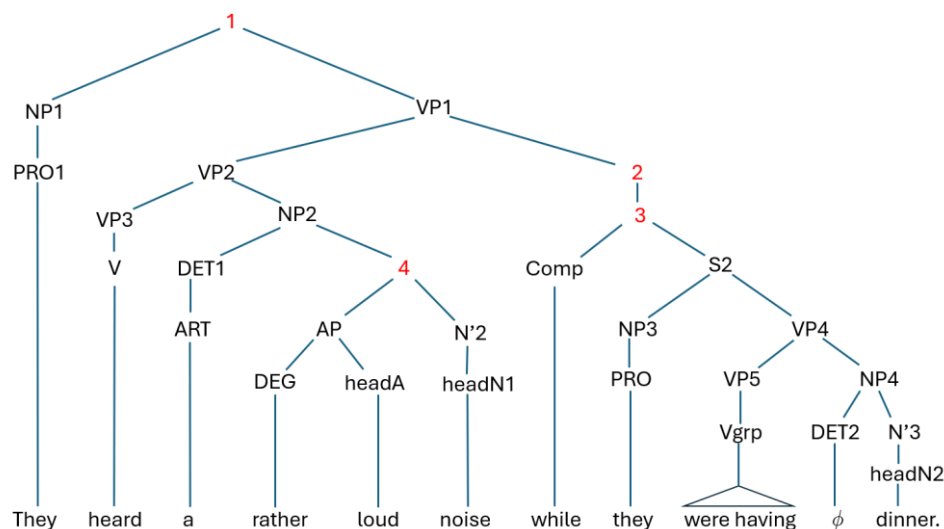 1
NP1 VP1
PRO1 VP2 2
VP3 NP2 3
V DET1 4 Comp S2
ART AP N'2 NP3 VP4
DEG headA headN1 PRO VP5 NP4
Vgrp DET2 N'3
headN2
They heard a rather loud noise while they were having ϕ dinner.